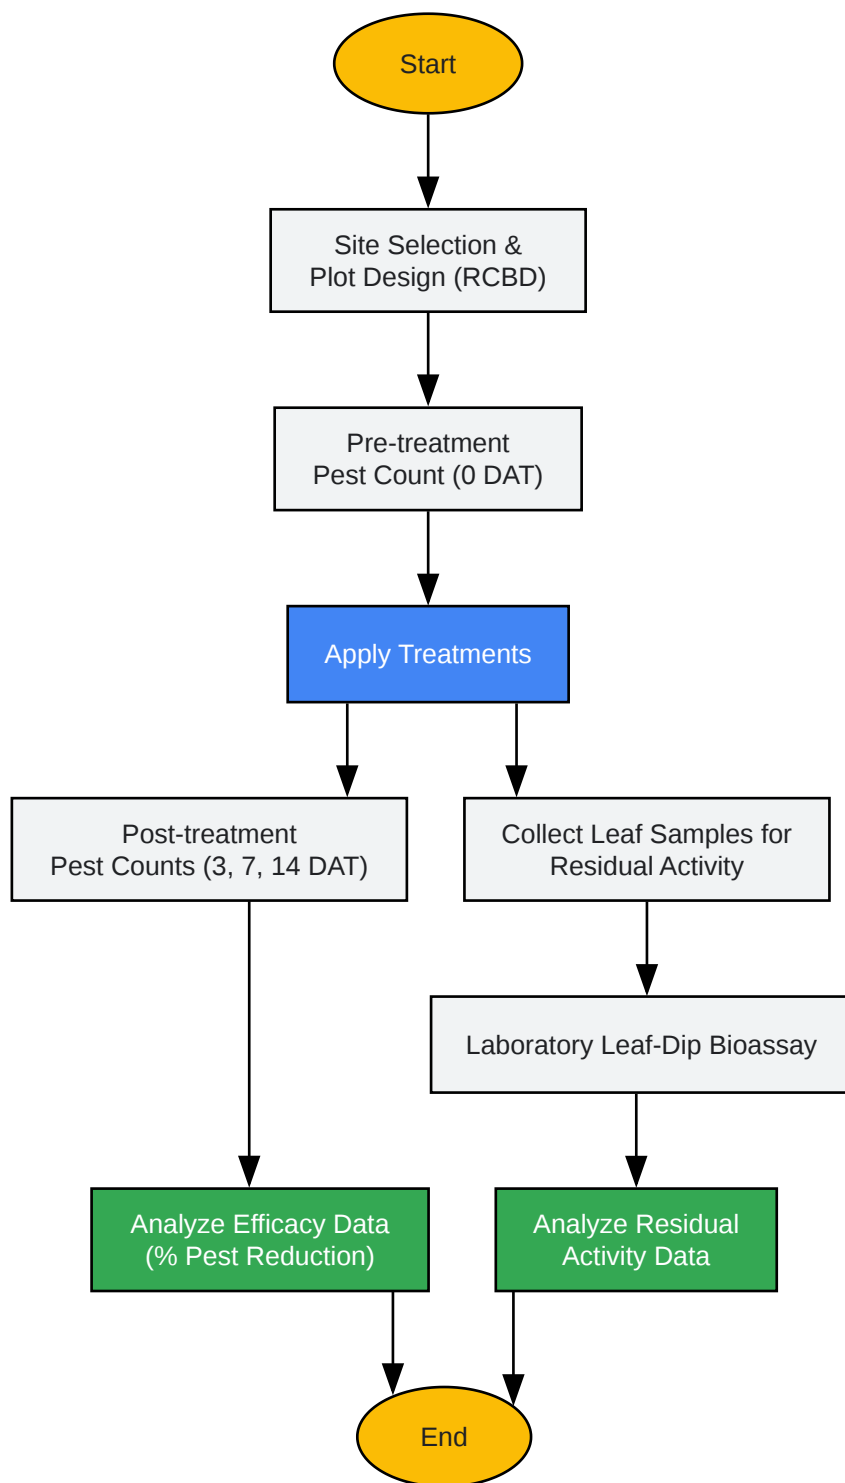 Start
Site Selection &
Plot Design (RCBD)
Pre-treatment
Pest Count (0 DAT)
Apply Treatments
Post-treatment
Pest Counts (3, 7, 14 DAT)
Collect Leaf Samples for
Residual Activity
Laboratory Leaf-Dip Bioassay
Analyze Efficacy Data
(% Pest Reduction)
Analyze Residual
Activity Data
End